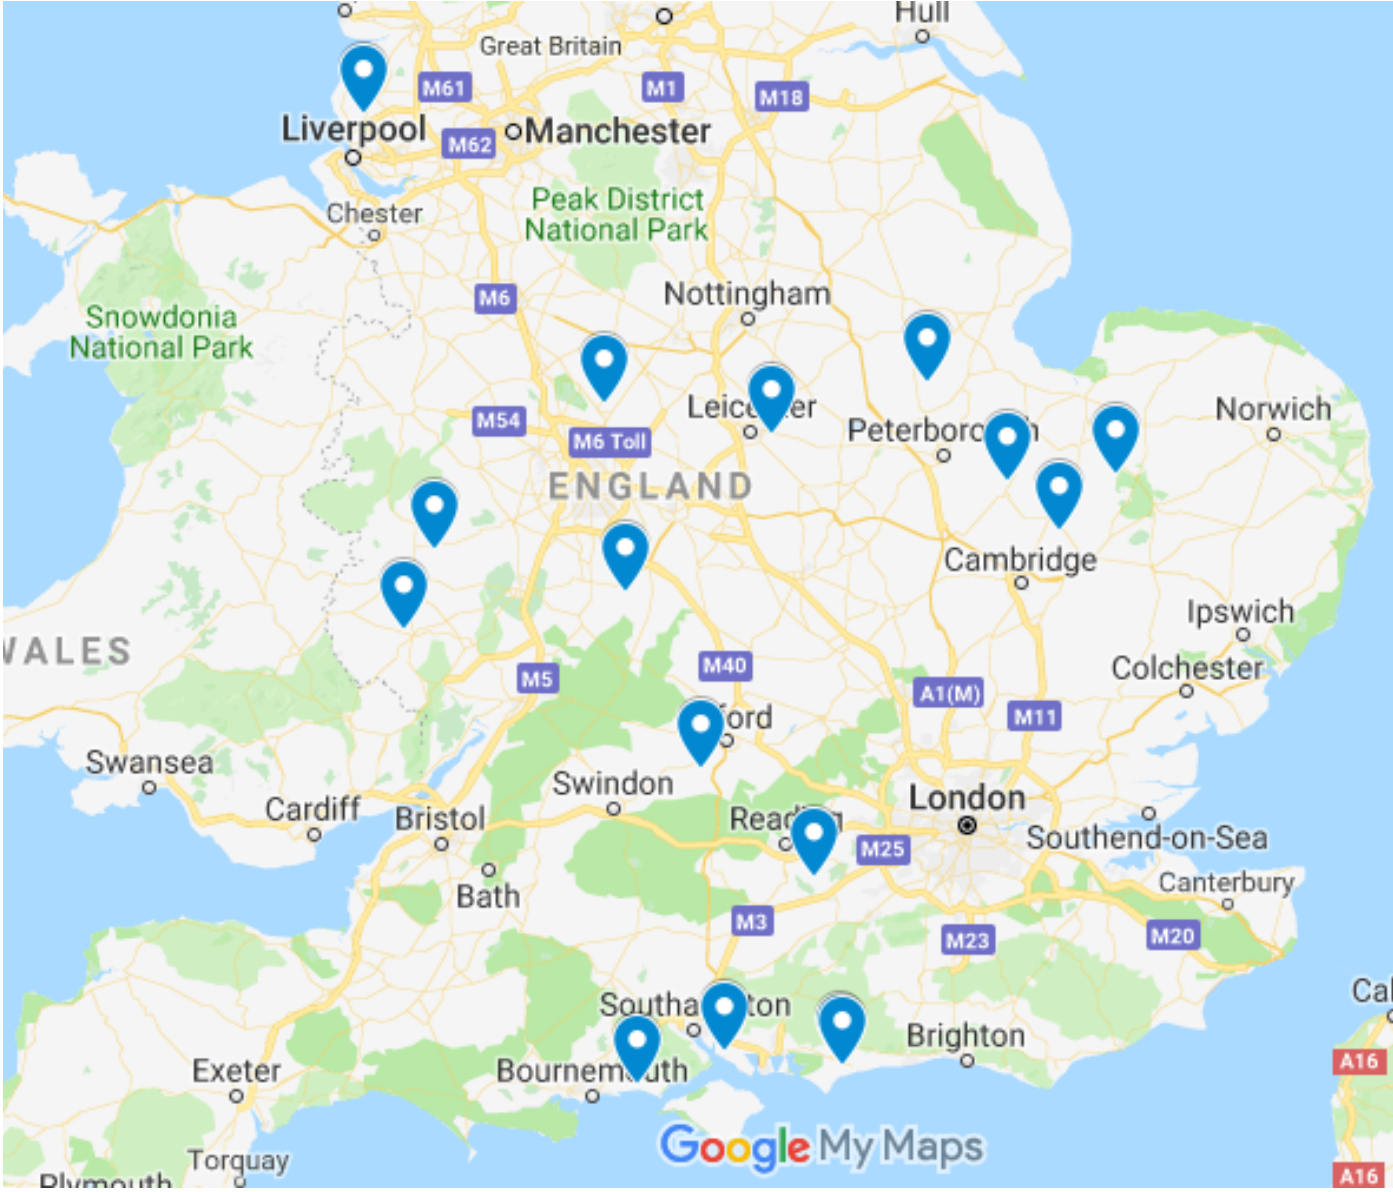 Hull
Great Britain
M61
M1
M18
Liverpool
Manchester
M62
Peak District
National Park
Chester
M6
Nottingham
Snowdonia
National Park
M54
M6 Toll
Norwich
ENGLAND
Cambridge
Ipswich
WALES
M40
M5
Colchester
A1(M)
M11
Swansea
Swindon
London
Cardiff
Bristol
M25
Southend-on-Sea
Bath
Canterbury
M3
M23
M20
Brighton
Exeter
A16
Google My Maps
Torquay
A16